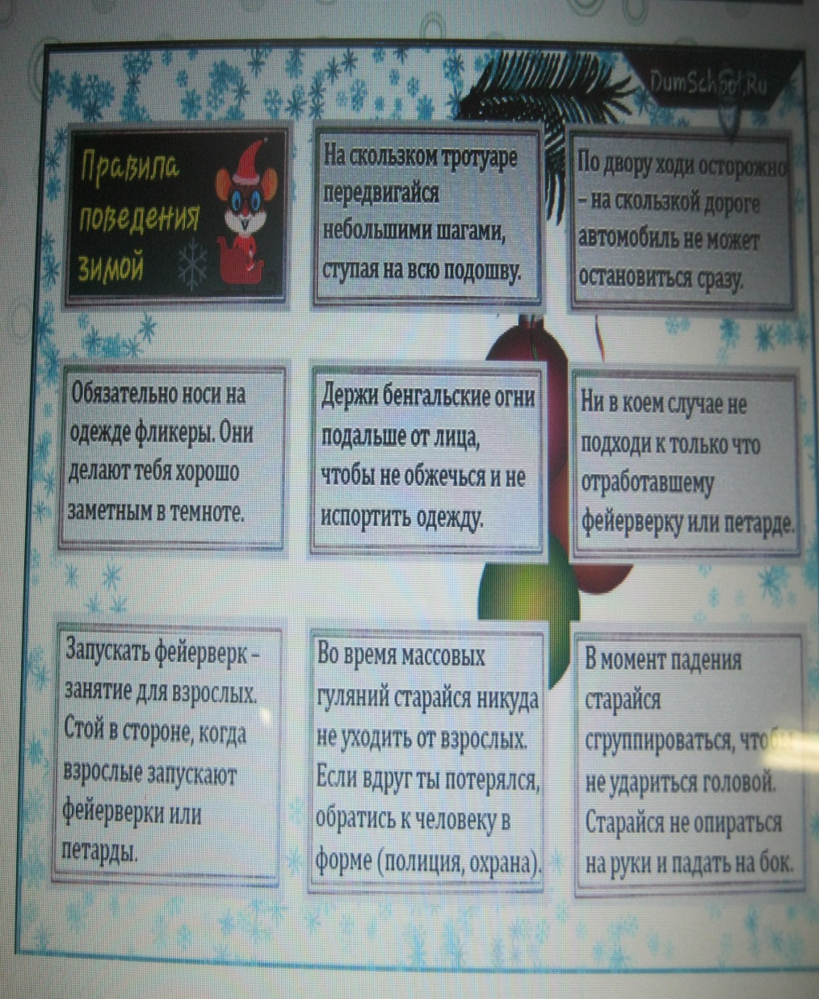 DumSchool.Ru
Правила
поведения
зимой
На скользком тротуаре
передвигайся
небольшими шагами,
ступая на всю подошву.
По двору ходи осторожно
– на скользкой дороге
автомобиль не может
остановиться сразу.
Обязательно носи на
одежде фликеры. Они
делают тебя хорошо
заметным в темноте.
Держи бенгальские огни
подальше от лица,
чтобы не обжечься и не
испортить одежду.
Ни в коем случае не
подходи к только что
отработавшему
фейерверку или петарде.
Запускать фейерверк –
занятие для взрослых.
Стой в стороне, когда
взрослые запускают
фейерверки или
петарды.
Во время массовых
гуляний старайся никуда
не уходить от взрослых.
Если вдруг ты потерялся,
обратись к человеку в
форме (полиция, охрана).
В момент падения
старайся
сгруппироваться, чтобы
не удариться головой.
Старайся не опираться
на руки и падать на бок.